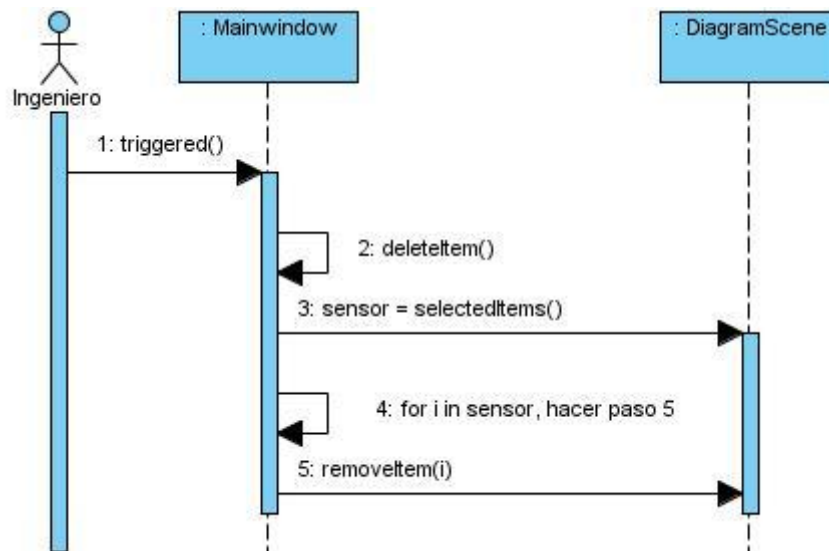 : Mainwindow
: DiagramScene
Ingeniero
1: triggered()
2: deleteItem()
3: sensor = selectedItems()
4: for i in sensor, hacer paso 5
5: removeItem(i)